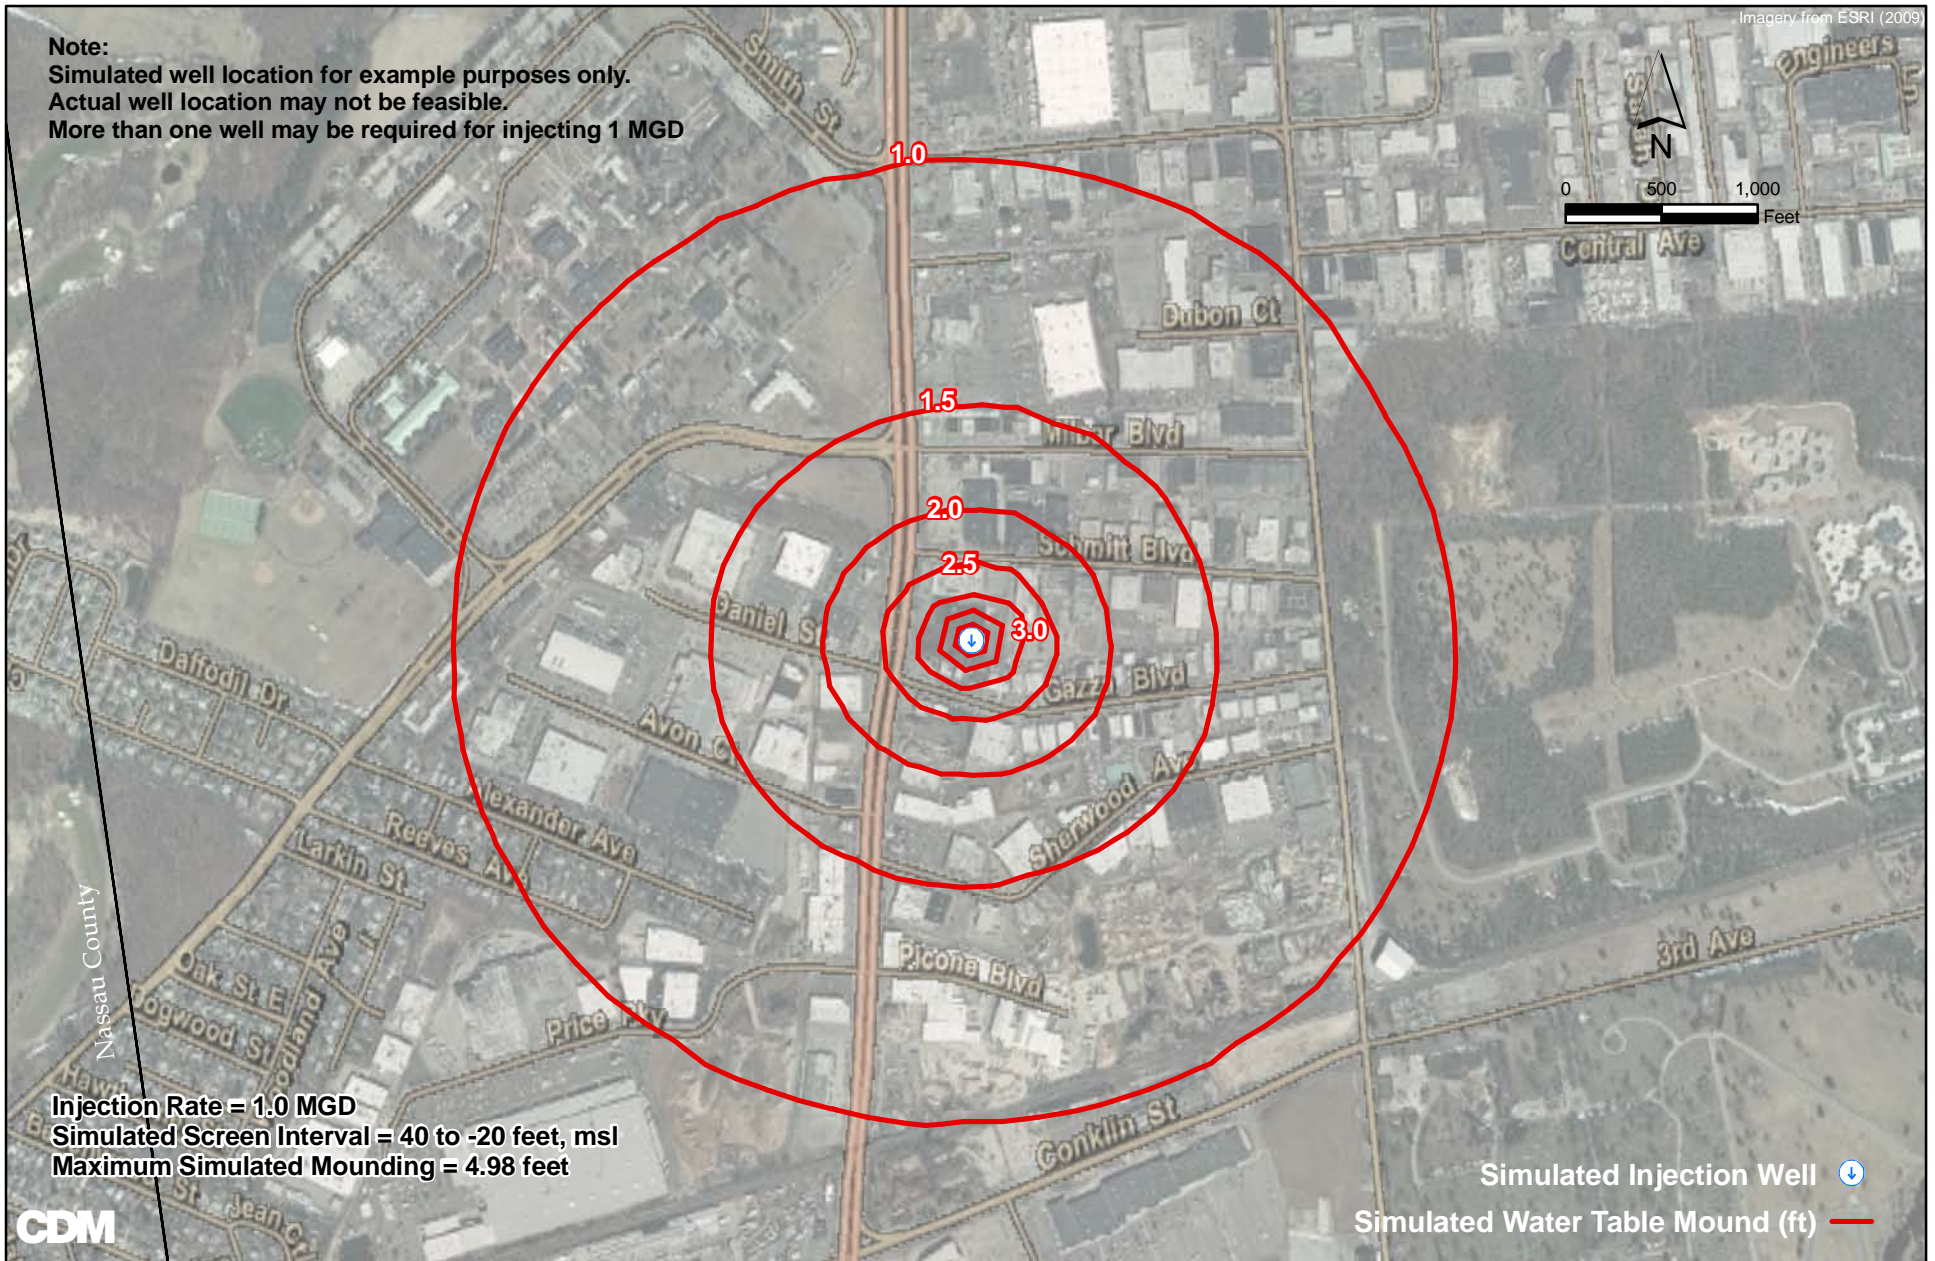 Imagery from ESRI (2009)
Note:
Simulated well location for example purposes only.
Actual well location may not be feasible.
More than one well may be required for injecting 1 MGD
Smith St
Engineers Ln
N
0 500 1,000
Feet
Central Ave
1.0
Dubon Ct
1.5
Milbar Blvd
2.0
Schmitt Blvd
2.5
Daniel St
3.0
Daffodil Dr
Gazza Blvd
Avon Ct
Sherwood Ave
Alexander Ave
Reeves Ave
Larkin St
Nassau County
Woodland Ave
Oak St E
Dogwood St
Picone Blvd
3rd Ave
Price Pky
Injection Rate = 1.0 MGD
Simulated Screen Interval = 40 to -20 feet, msl
Maximum Simulated Mounding = 4.98 feet
Conklin St
Jean Ct
Simulated Injection Well
Simulated Water Table Mound (ft)
CDM